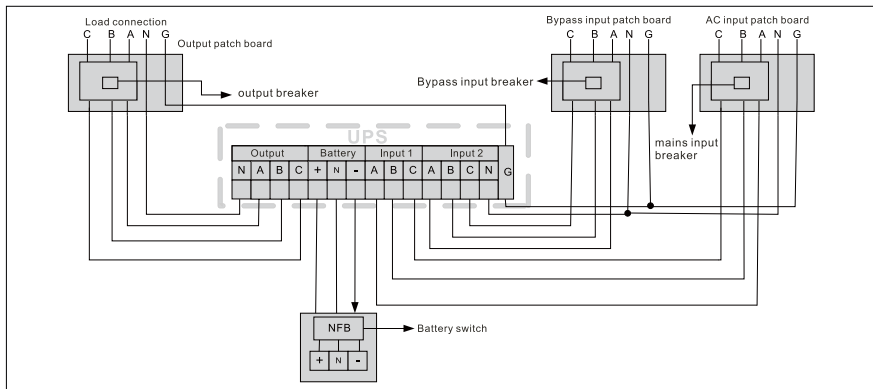 Load connection
C B A N G
Output patch board
output breaker
Bypass input patch board
C B A N G
Bypass input breaker
AC input patch board
C B A N G
mains input
breaker
UPS
Output Battery Input 1 Input 2
N A B C + N - A B C A B C N G
NFB
Battery switch
+ N -